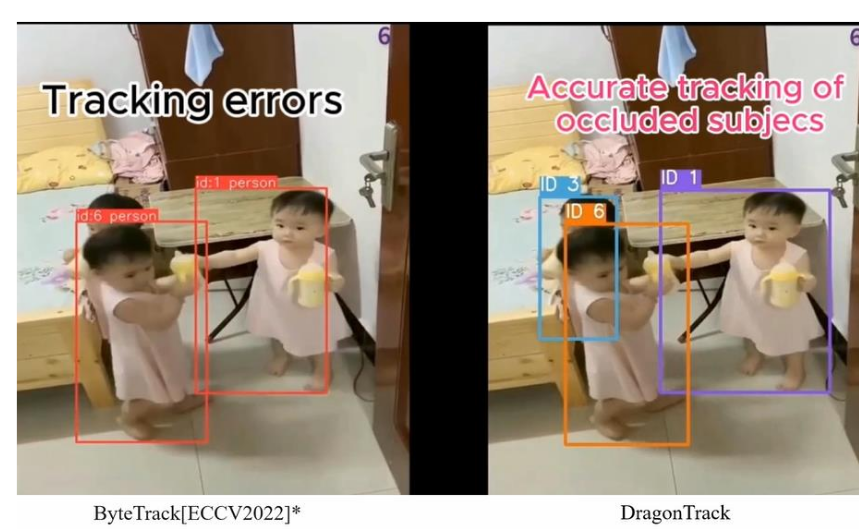 6
Tracking errors
id:1 person
id:6 person
6
Accurate tracking of
occluded subjecs
ID 3
ID 1
ID 6
ByteTrack[ECCV2022]*
DragonTrack